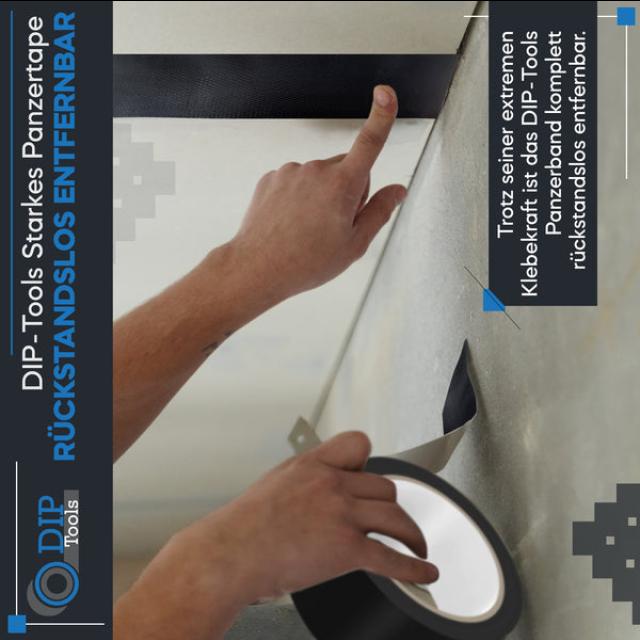 DIP-Tools Starkes Panzertape
RÜCKSTANDSLOS ENTFERNBAR
DIP
Tools
Trotz seiner extremen
Klebekraft ist das DIP-Tools
Panzerband komplett
rückstandslos entfernbar.